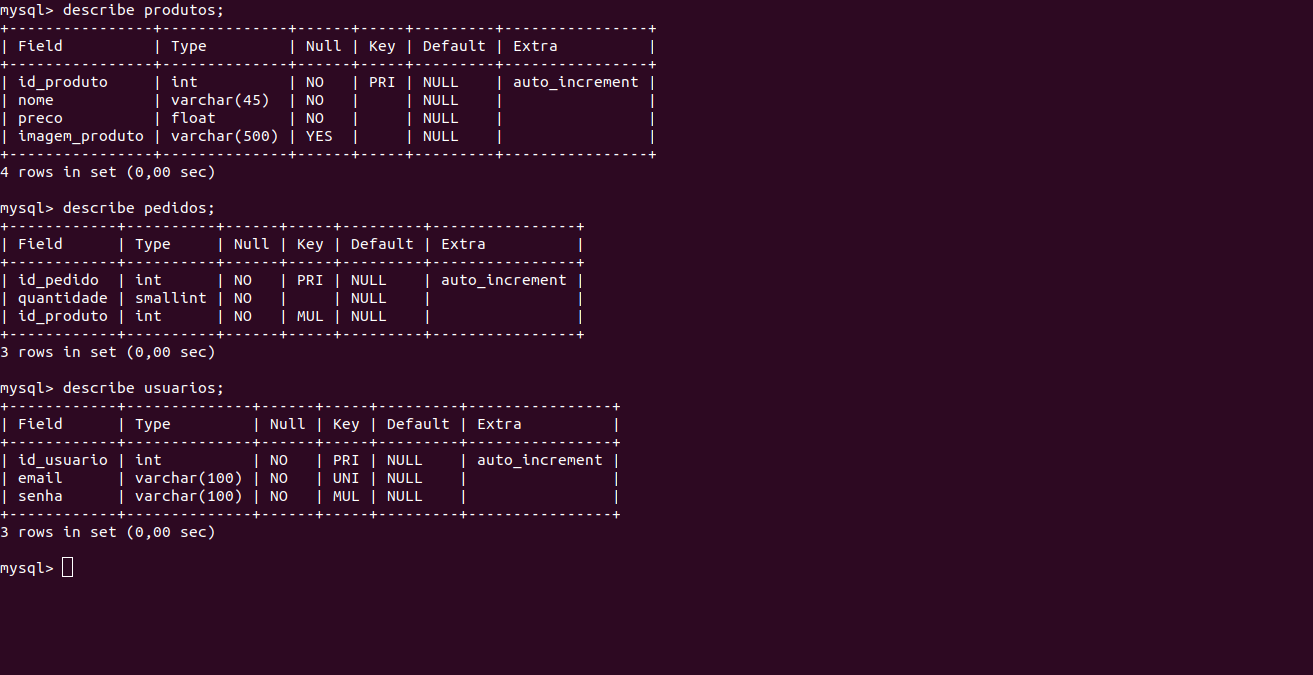 mysql> describe produtos;
+----------------+--------------+------+-----+---------+----------------+
| Field          | Type         | Null | Key | Default | Extra          |
+----------------+--------------+------+-----+---------+----------------+
| id_produto     | int          | NO   | PRI | NULL    | auto_increment |
| nome           | varchar(45)  | NO   |     | NULL    |                |
| preco          | float        | NO   |     | NULL    |                |
| imagem_produto | varchar(500) | YES  |     | NULL    |                |
+----------------+--------------+------+-----+---------+----------------+
4 rows in set (0,00 sec)
mysql> describe pedidos;
+------------+----------+------+-----+---------+----------------+
| Field      | Type     | Null | Key | Default | Extra          |
+------------+----------+------+-----+---------+----------------+
| id_pedido  | int      | NO   | PRI | NULL    | auto_increment |
| quantidade | smallint | NO   |     | NULL    |                |
| id_produto | int      | NO   | MUL | NULL    |                |
+------------+----------+------+-----+---------+----------------+
3 rows in set (0,00 sec)
mysql> describe usuarios;
+------------+--------------+------+-----+---------+----------------+
| Field      | Type         | Null | Key | Default | Extra          |
+------------+--------------+------+-----+---------+----------------+
| id_usuario | int          | NO   | PRI | NULL    | auto_increment |
| email      | varchar(100) | NO   | UNI | NULL    |                |
| senha      | varchar(100) | NO   | MUL | NULL    |                |
+------------+--------------+------+-----+---------+----------------+
3 rows in set (0,00 sec)
mysql>